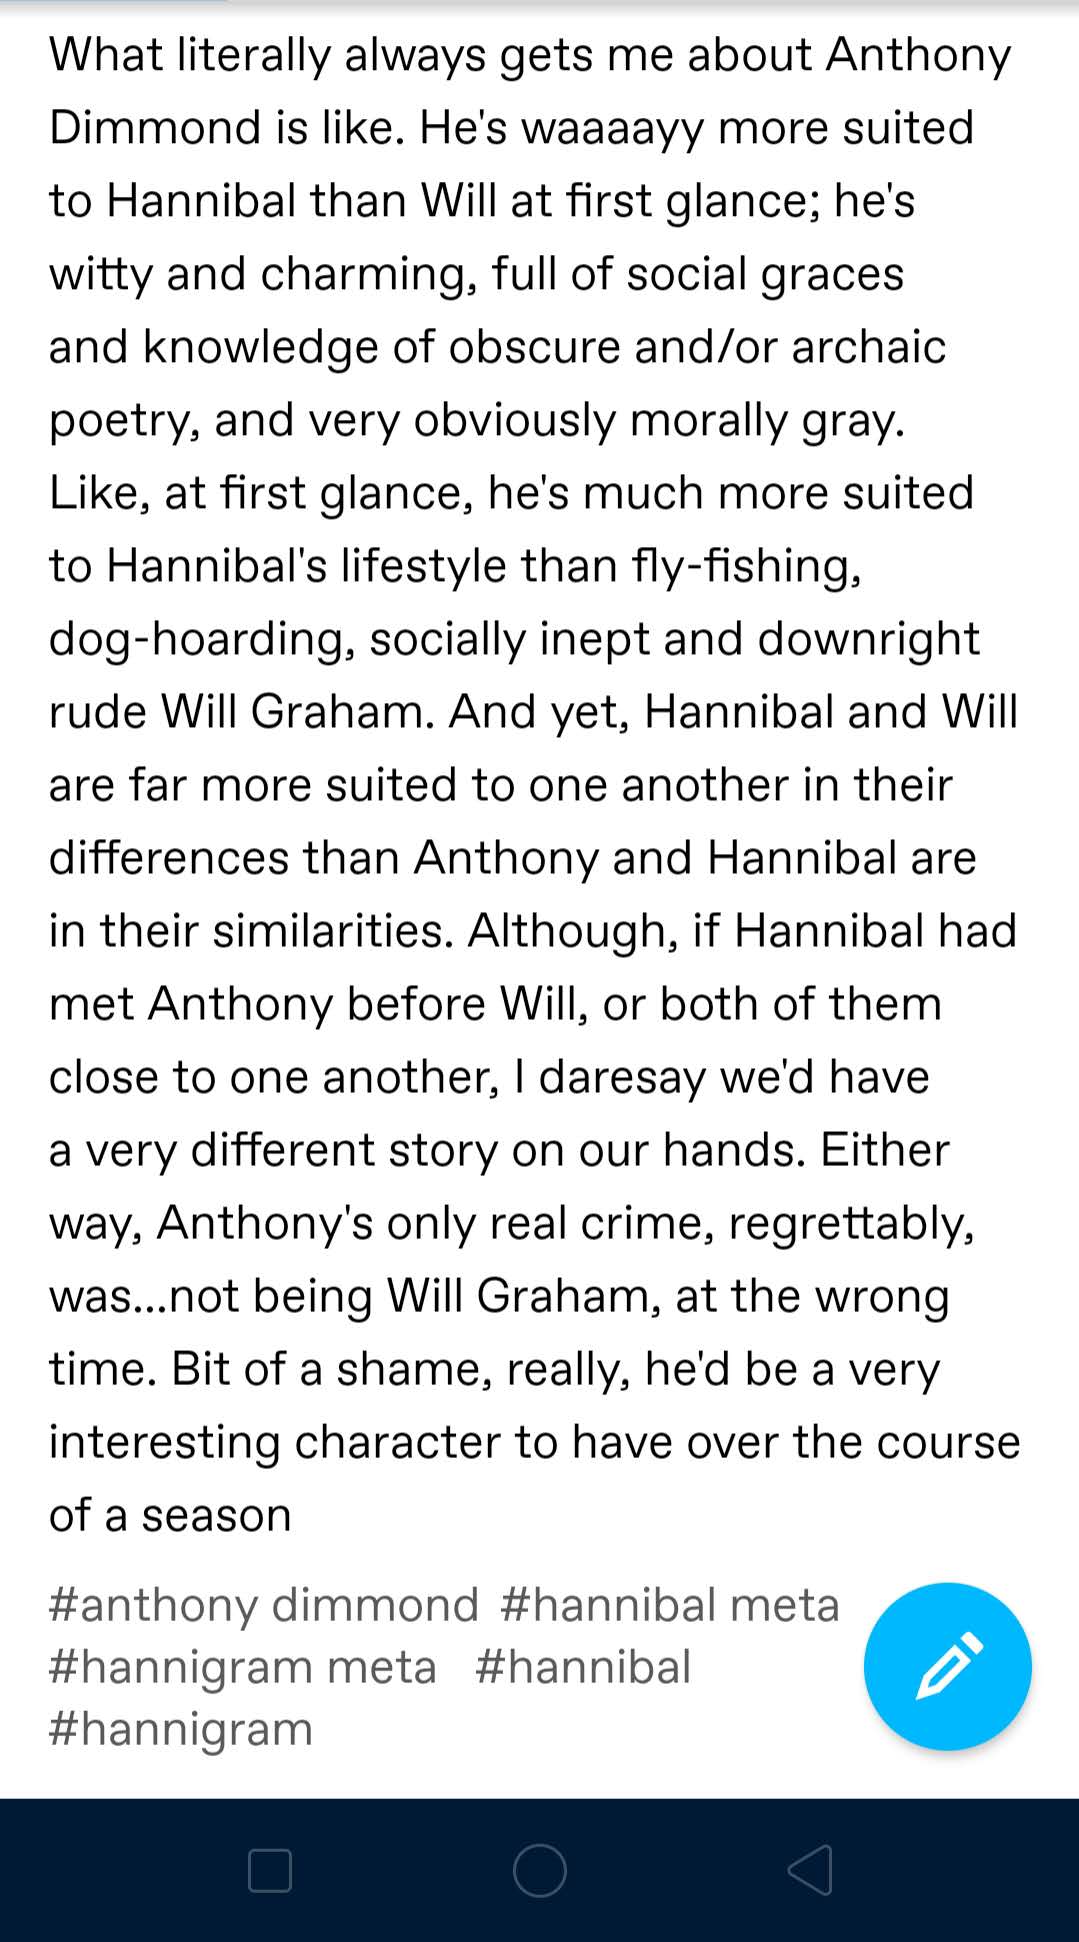 What literally always gets me about Anthony
Dimmond is like. He's waaaayy more suited
to Hannibal than Will at first glance; he's
witty and charming, full of social graces
and knowledge of obscure and/or archaic
poetry, and very obviously morally gray.
Like, at first glance, he's much more suited
to Hannibal's lifestyle than fly-fishing,
dog-hoarding, socially inept and downright
rude Will Graham. And yet, Hannibal and Will
are far more suited to one another in their
differences than Anthony and Hannibal are
in their similarities. Although, if Hannibal had
met Anthony before Will, or both of them
close to one another, I daresay we'd have
a very different story on our hands. Either
way, Anthony's only real crime, regrettably,
was...not being Will Graham, at the wrong
time. Bit of a shame, really, he'd be a very
interesting character to have over the course
of a season
#anthony dimmond #hannibal meta
#hannigram meta #hannibal
#hannigram